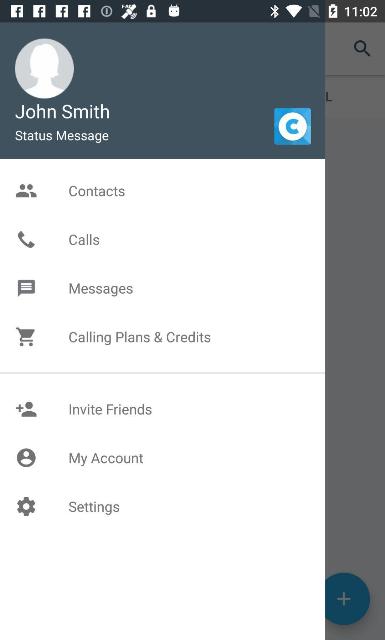 11:02
L
John Smith
Status Message
Contacts
Calls
Messages
Calling Plans & Credits
Invite Friends
My Account
Settings